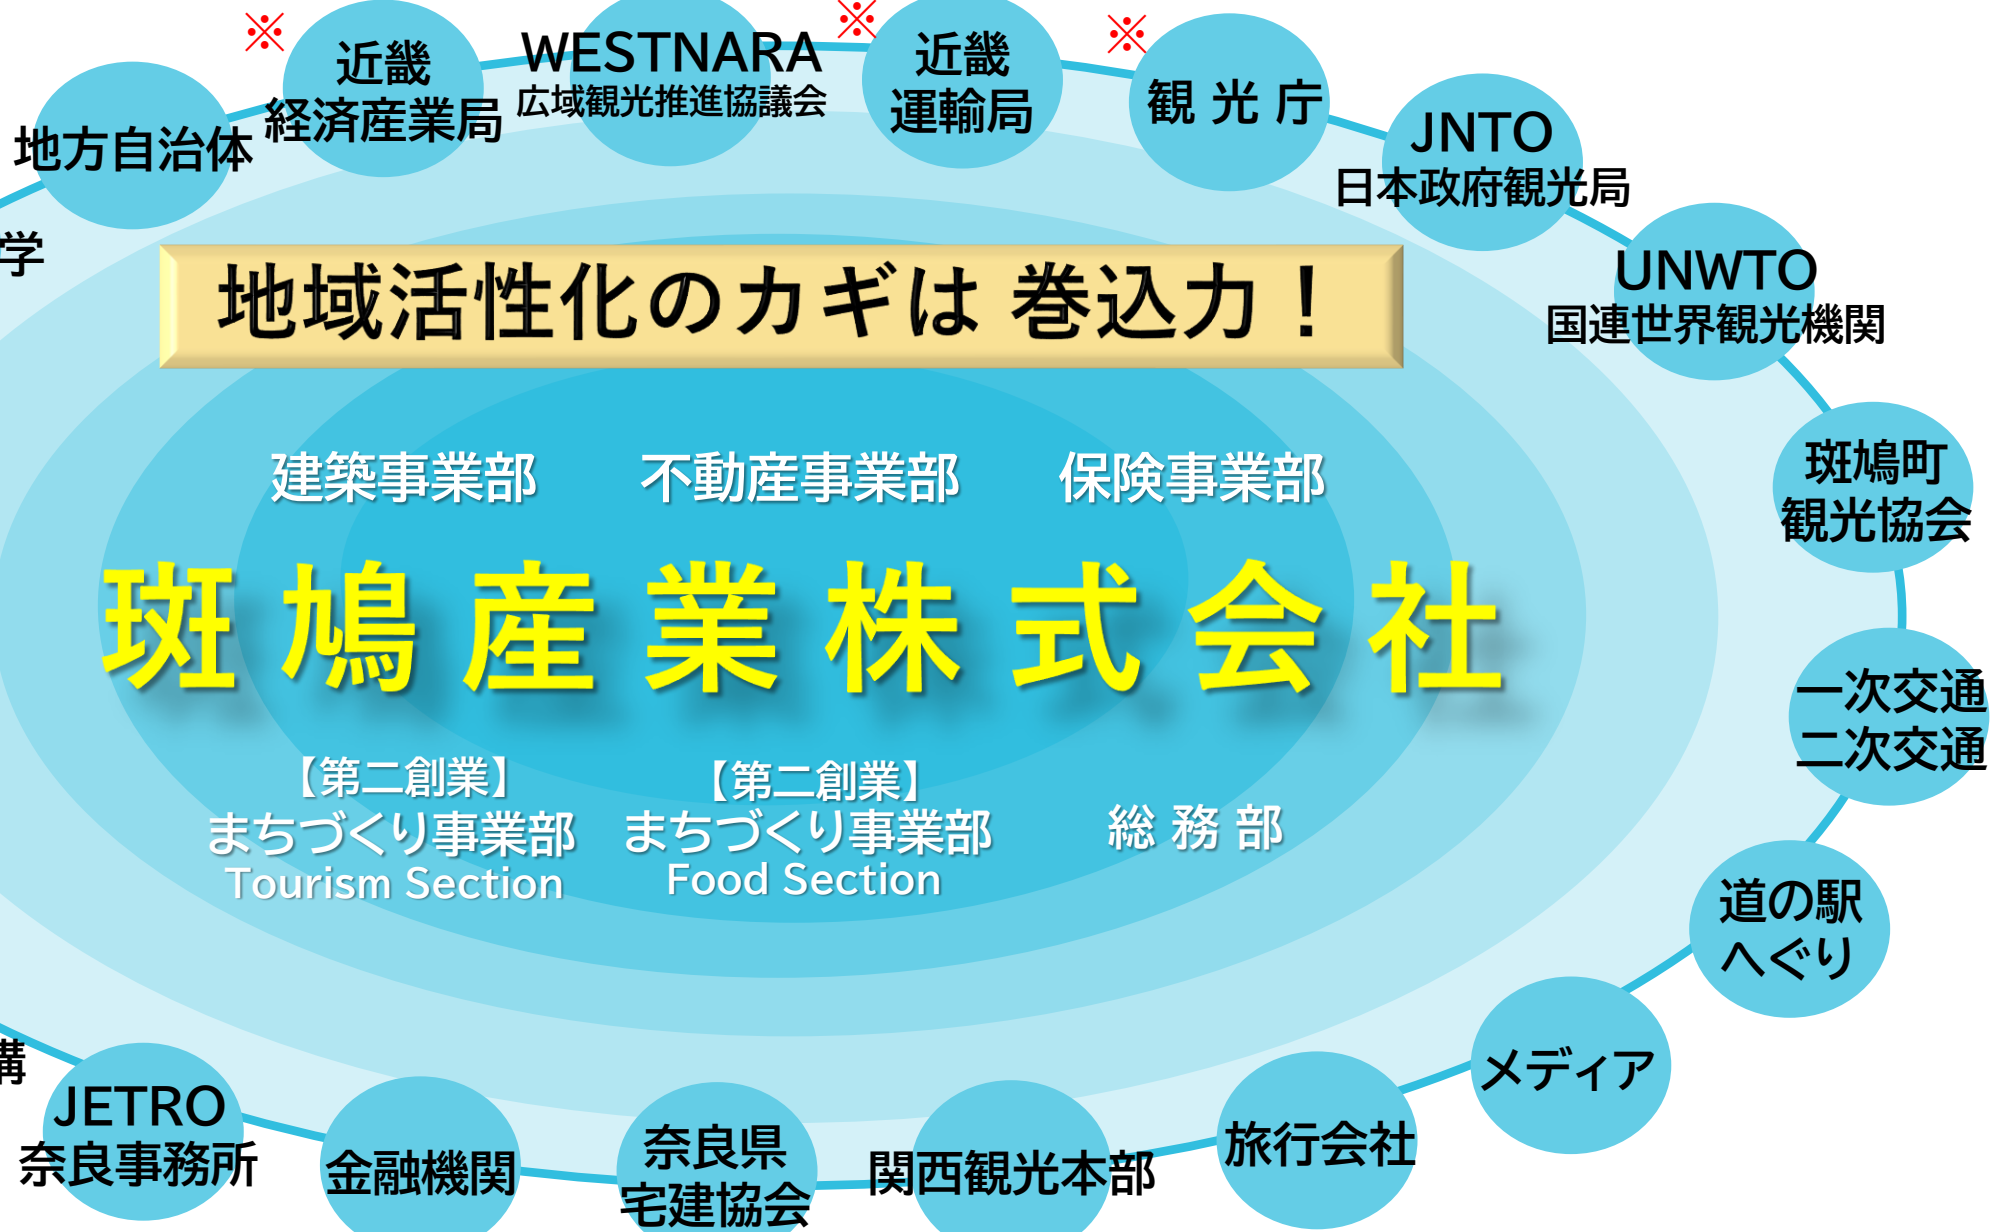 ※
近畿
経済産業局
WESTNARA
広域観光推進協議会
※
近畿
運輸局
※
観光庁
JNTO
日本政府観光局
地方自治体
学
UNWTO
国連世界観光機関
地域活性化のカギは 巻込力！
建築事業部
不動産事業部
保険事業部
斑鳩町
観光協会
斑鳩産業株式会社
一次交通
二次交通
【第二創業】
まちづくり事業部
Tourism Section
【第二創業】
まちづくり事業部
Food Section
総務部
道の駅
へぐり
構
JETRO
奈良事務所
金融機関
奈良県
宅建協会
関西観光本部
旅行会社
メディア